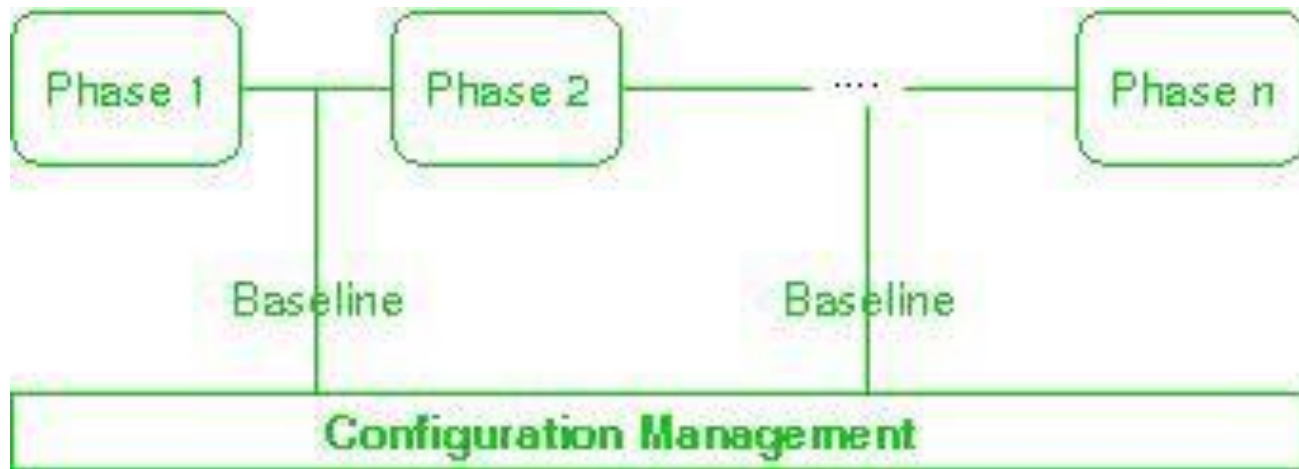 Phase 1
Phase 2
....
Phase n
Baseline
Baseline
Configuration Management